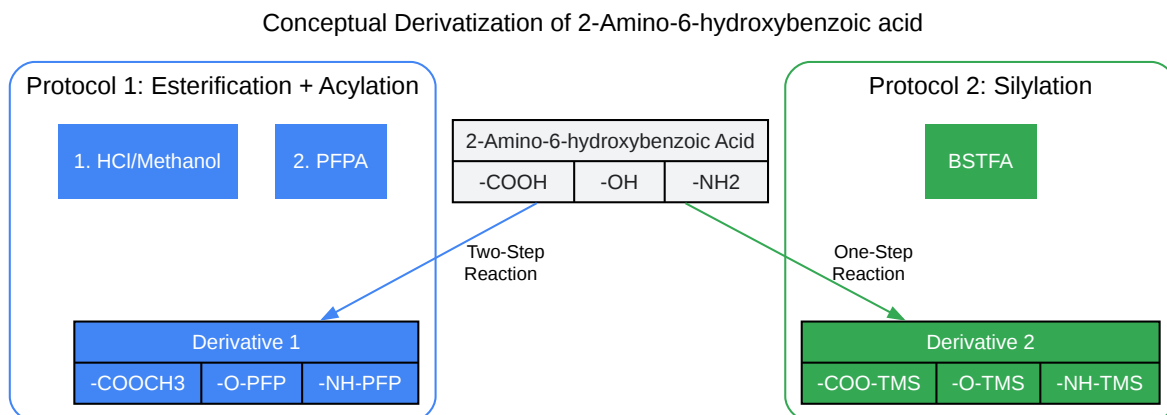 Conceptual Derivatization of 2-Amino-6-hydroxybenzoic acid
Protocol 1: Esterification + Acylation
1. HCl/Methanol
2. PFPA
2-Amino-6-hydroxybenzoic Acid
-COOH
-OH
-NH2
Protocol 2: Silylation
BSTFA
Two-Step
Reaction
One-Step
Reaction
Derivative 1
-COOCH3
-O-PFP
-NH-PFP
Derivative 2
-COO-TMS
-O-TMS
-NH-TMS